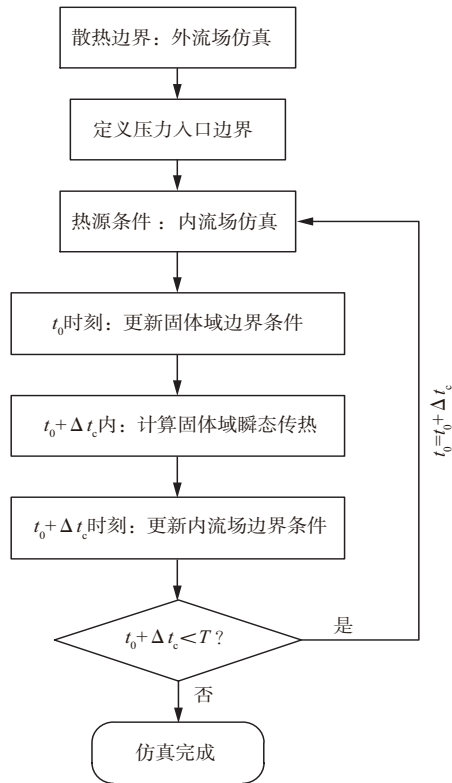 散热边界：外流场仿真
定义压力入口边界
热源条件：内流场仿真
t₀时刻：更新固体域边界条件
t₀+Δt_c内：计算固体域瞬态传热
t₀+Δt_c时刻：更新内流场边界条件
t₀+Δt_c<T？
是
t₀=t₀+Δt_c
否
仿真完成